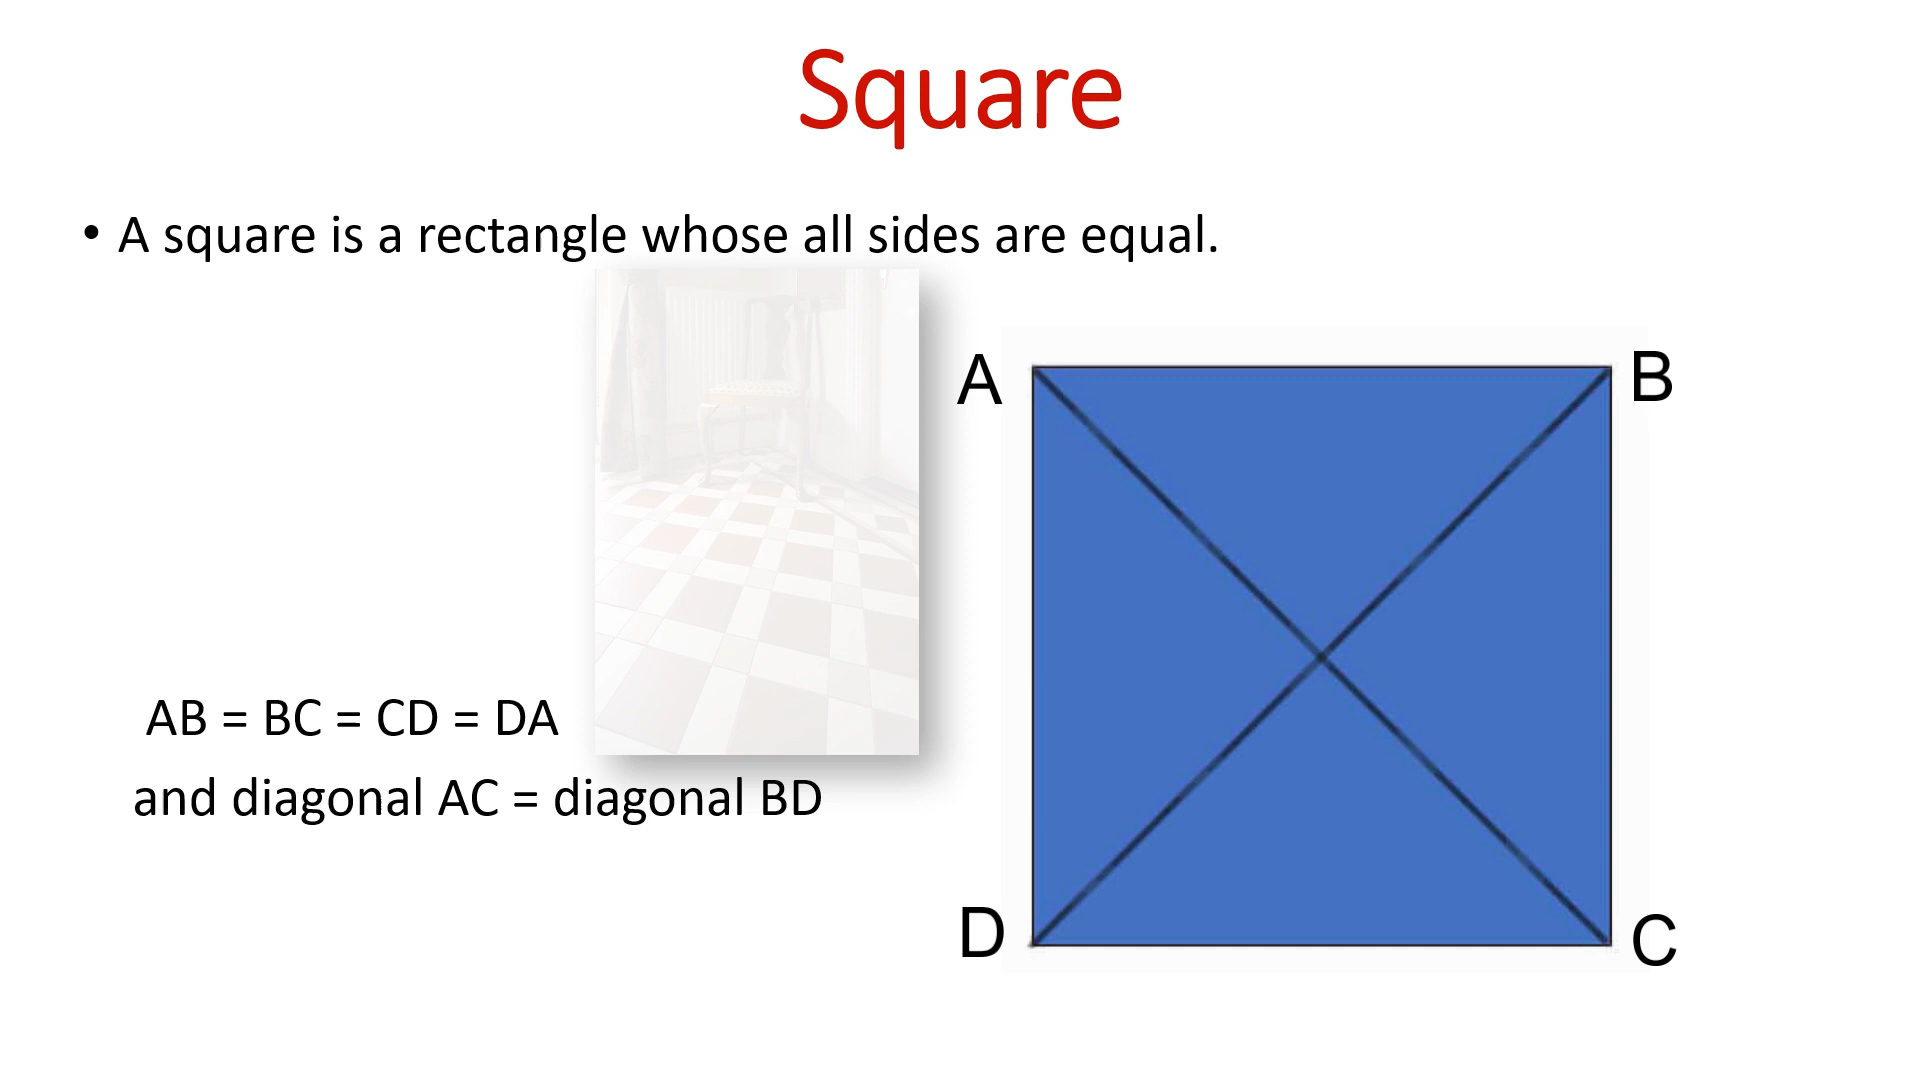 Square
• A square is a rectangle whose all sides are equal.
A
B
AB = BC = CD = DA
and diagonal AC = diagonal BD
D
C